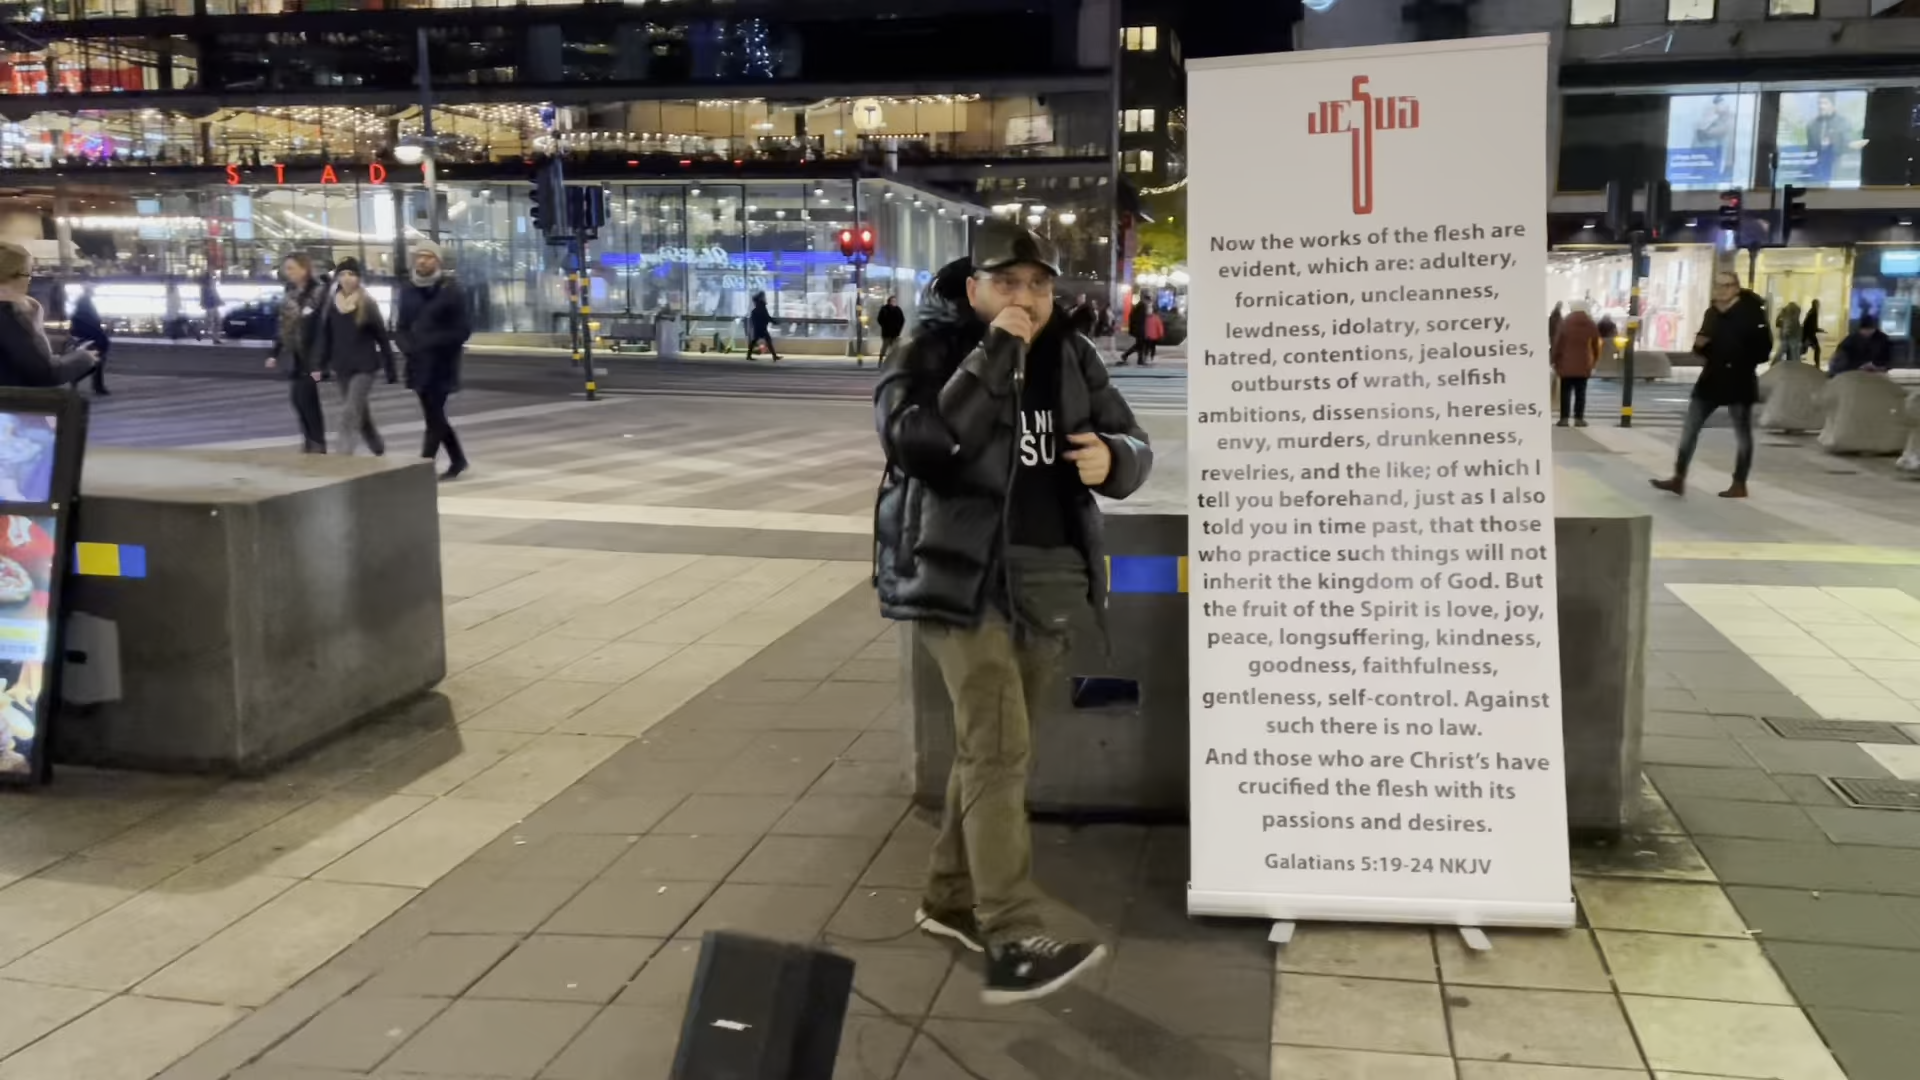 STAD
T
JESUS
Now the works of the flesh are
evident, which are: adultery,
fornication, uncleanness,
lewdness, idolatry, sorcery,
hatred, contentions, jealousies,
outbursts of wrath, selfish
ambitions, dissensions, heresies,
envy, murders, drunkenness,
revelries, and the like; of which I
tell you beforehand, just as I also
told you in time past, that those
who practice such things will not
inherit the kingdom of God. But
the fruit of the Spirit is love, joy,
peace, longsuffering, kindness,
goodness, faithfulness,
gentleness, self-control. Against
such there is no law.
And those who are Christ's have
crucified the flesh with its
passions and desires.
Galatians 5:19-24 NKJV
SU
BOSE